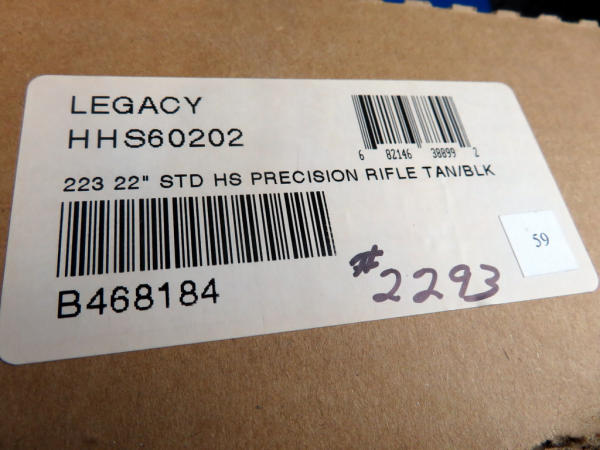 LEGACY
HHS60202
6 82146 38899 2
223 22" STD HS PRECISION RIFLE TAN/BLK
B468184
# 2293
59